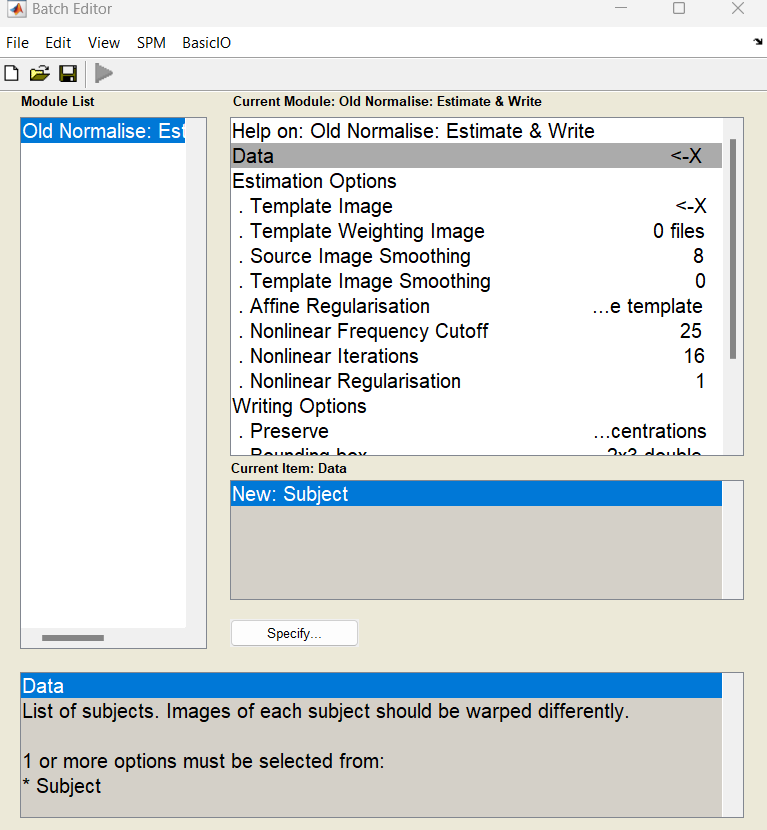 Batch Editor
File Edit View SPM BasicIO
Module List
Old Normalise: Est
Current Module: Old Normalise: Estimate & Write
Help on: Old Normalise: Estimate & Write
Data <-X
Estimation Options
. Template Image <-X
. Template Weighting Image 0 files
. Source Image Smoothing 8
. Template Image Smoothing 0
. Affine Regularisation ...e template
. Nonlinear Frequency Cutoff 25
. Nonlinear Iterations 16
. Nonlinear Regularisation 1
Writing Options
. Preserve ...centrations
. Bounding box 2x3 double
Current Item: Data
New: Subject
Specify...
Data
List of subjects. Images of each subject should be warped differently.
1 or more options must be selected from:
* Subject